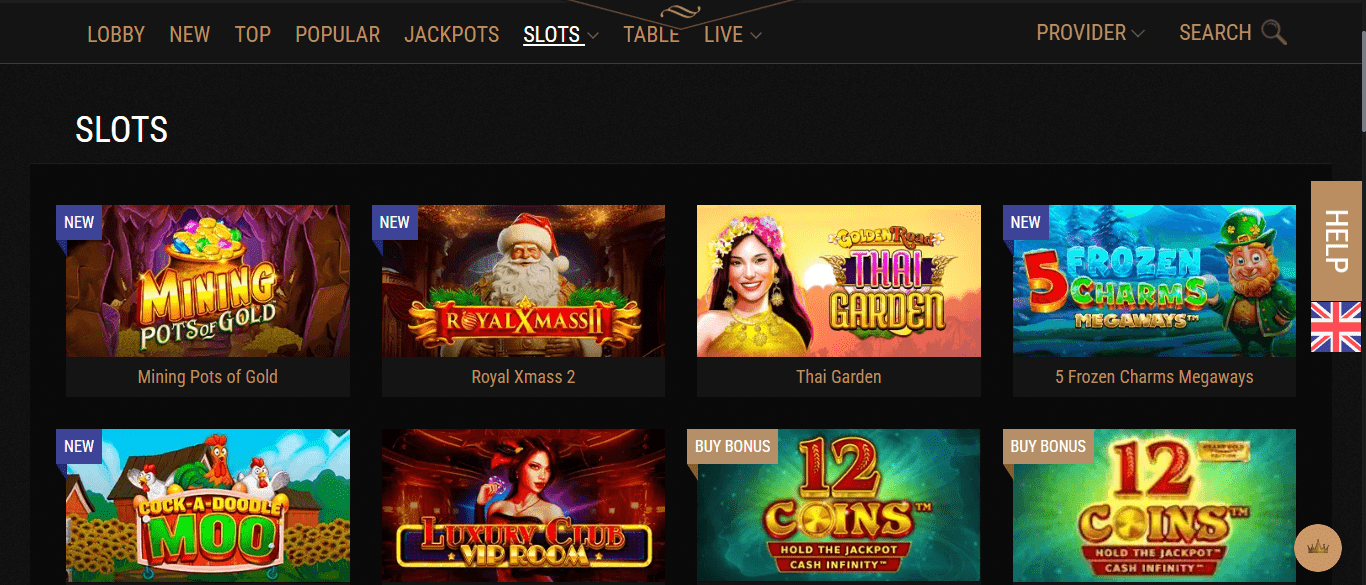 LOBBY NEW TOP POPULAR JACKPOTS SLOTS TABLE LIVE PROVIDER SEARCH
SLOTS
HELP
NEW
MINING
POTS OF GOLD
Mining Pots of Gold
NEW
ROYAL XMASS II
Royal Xmass 2
GOLDEN Road
THAI
GARDEN
Thai Garden
NEW
5 FROZEN
CHARMS
MEGAWAYS™
5 Frozen Charms Megaways
NEW
COCK-A-DOODLE
MOO
LUXURY CLUB
VIP ROOM
BUY BONUS
12
COINS™
HOLD THE JACKPOT
CASH INFINITY™
BUY BONUS
12
COINS™
HOLD THE JACKPOT™
CASH INFINITY™